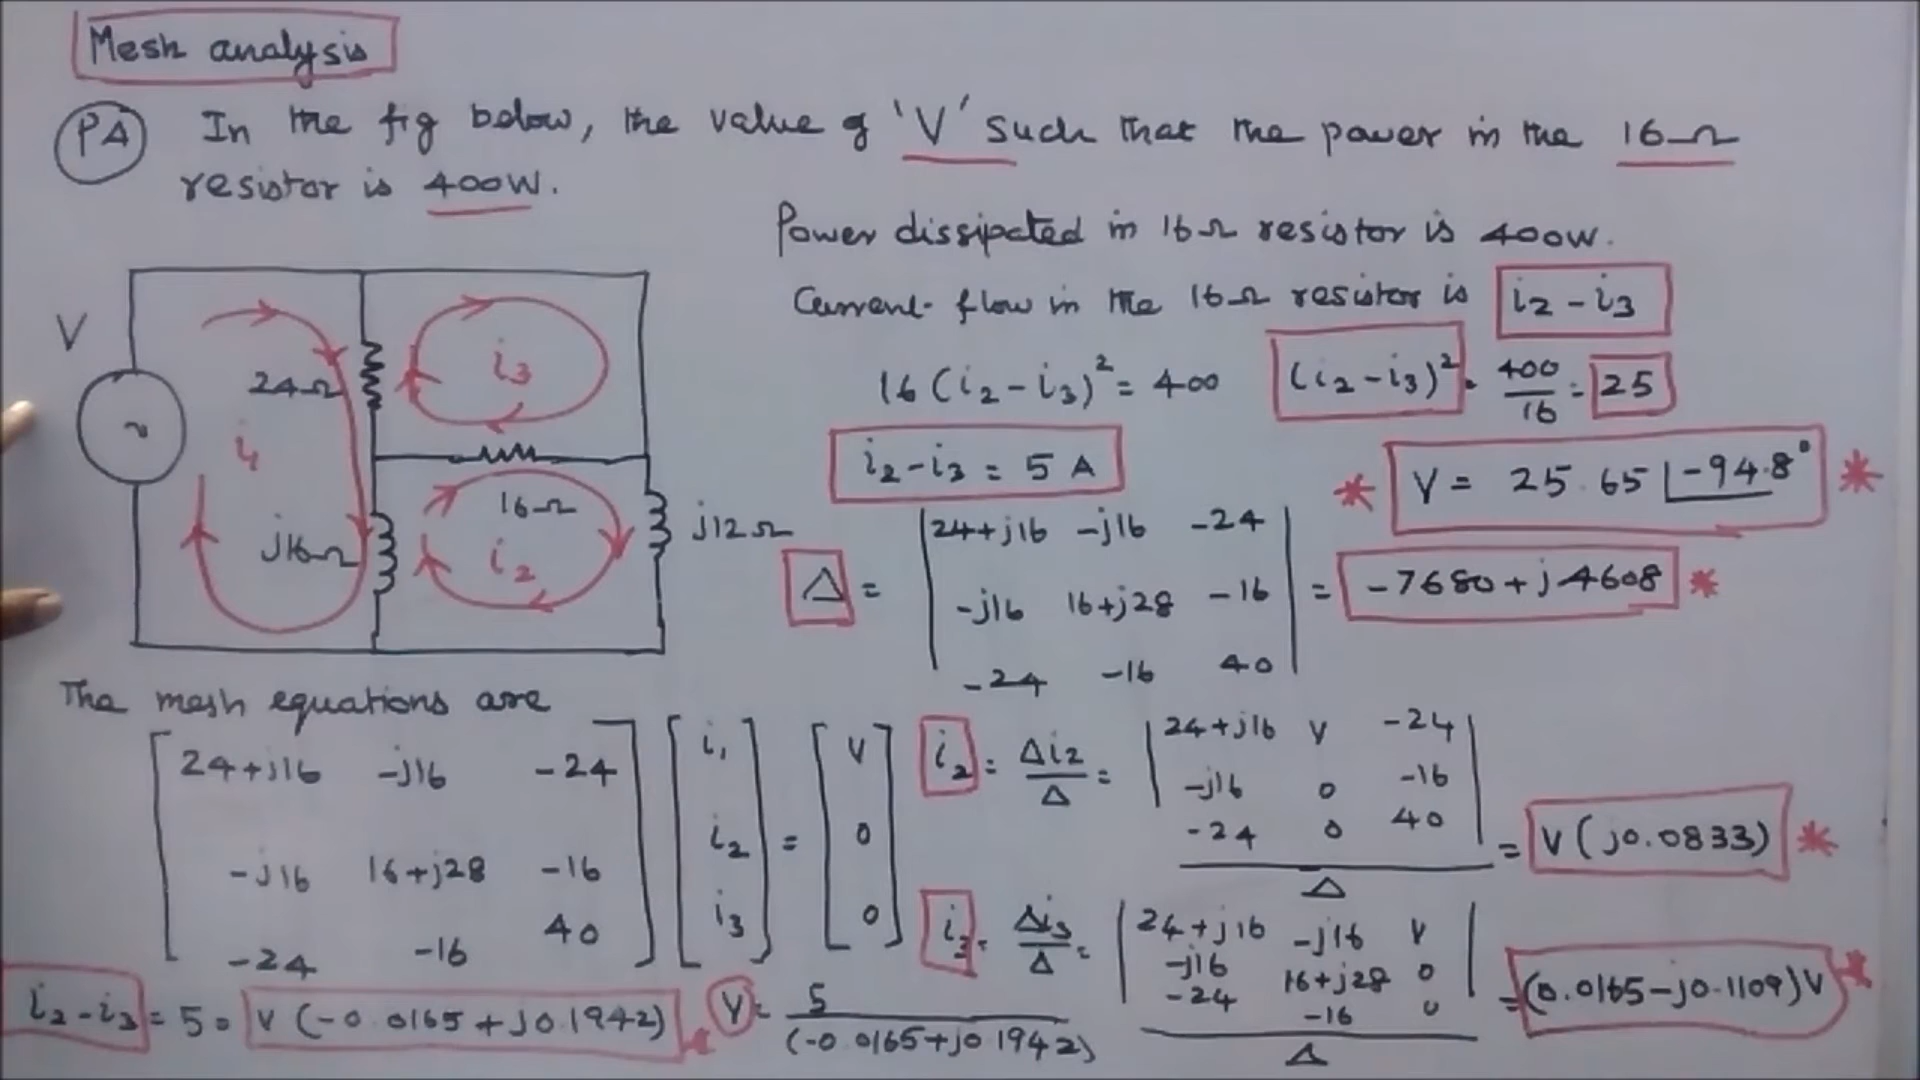 Mesh analysis
P4 In the fig below, the value of 'V' such that the power in the 16Ω
resistor is 400W.
Power dissipated in 16Ω resistor is 400W.
Current flow in the 16Ω resistor is i2 - i3
16 (i2 - i3)² = 400 (i2 - i3)² = 400/16 = 25
i2 - i3 = 5 A
* V = 25.65 ∠-94.8° *
V
24Ω
i3
i1
16Ω
j16Ω
i2
j12Ω
Δ = | 24+j16 -j16 -24 |
| -j16 16+j28 -16 | = -7680 + j4608 *
| -24 -16 40 |
The mesh equations are
[ 24+j16 -j16 -24 ] [ i1 ] [ V ]
[ -j16 16+j28 -16 ] [ i2 ] = [ 0 ]
[ -24 -16 40 ] [ i3 ] [ 0 ]
i2 = Δi2/Δ = | 24+j16 V -24 |
| -j16 0 -16 |
| -24 0 40 |
Δ
= V (j0.0833) *
i3 = Δi3/Δ = | 24+j16 -j16 V |
| -j16 16+j28 0 |
| -24 -16 0 |
Δ
= (0.0165 - j0.1109) V *
i2 - i3 = 5 = V (-0.0165 + j0.1942) V = 5/(-0.0165+j0.1942)